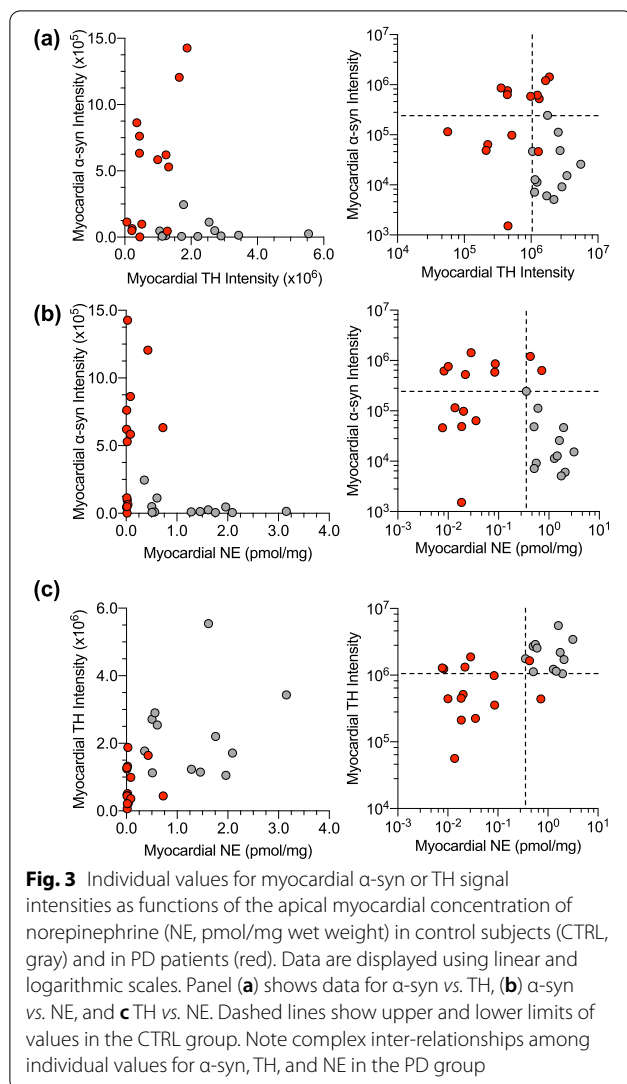 (a)
Myocardial α-syn Intensity (x10⁵)
15.0
10.0
5.0
0.0
0.0 2.0 4.0 6.0
Myocardial TH Intensity (x10⁶)
Myocardial α-syn Intensity
10⁷
10⁶
10⁵
10⁴
10³
10⁴ 10⁵ 10⁶ 10⁷
Myocardial TH Intensity
(b)
Myocardial α-syn Intensity (x10⁵)
15.0
10.0
5.0
0.0
0.0 1.0 2.0 3.0 4.0
Myocardial NE (pmol/mg)
Myocardial α-syn Intensity
10⁷
10⁶
10⁵
10⁴
10³
10⁻³ 10⁻² 10⁻¹ 10⁰ 10¹
Myocardial NE (pmol/mg)
(c)
Myocardial TH Intensity (x10⁶)
6.0
4.0
2.0
0.0
0.0 1.0 2.0 3.0 4.0
Myocardial NE (pmol/mg)
Myocardial TH Intensity
10⁷
10⁶
10⁵
10⁴
10⁻³ 10⁻² 10⁻¹ 10⁰ 10¹
Myocardial NE (pmol/mg)
Fig. 3 Individual values for myocardial α-syn or TH signal
intensities as functions of the apical myocardial concentration of
norepinephrine (NE, pmol/mg wet weight) in control subjects (CTRL,
gray) and in PD patients (red). Data are displayed using linear and
logarithmic scales. Panel (a) shows data for α-syn vs. TH, (b) α-syn
vs. NE, and c TH vs. NE. Dashed lines show upper and lower limits of
values in the CTRL group. Note complex inter-relationships among
individual values for α-syn, TH, and NE in the PD group